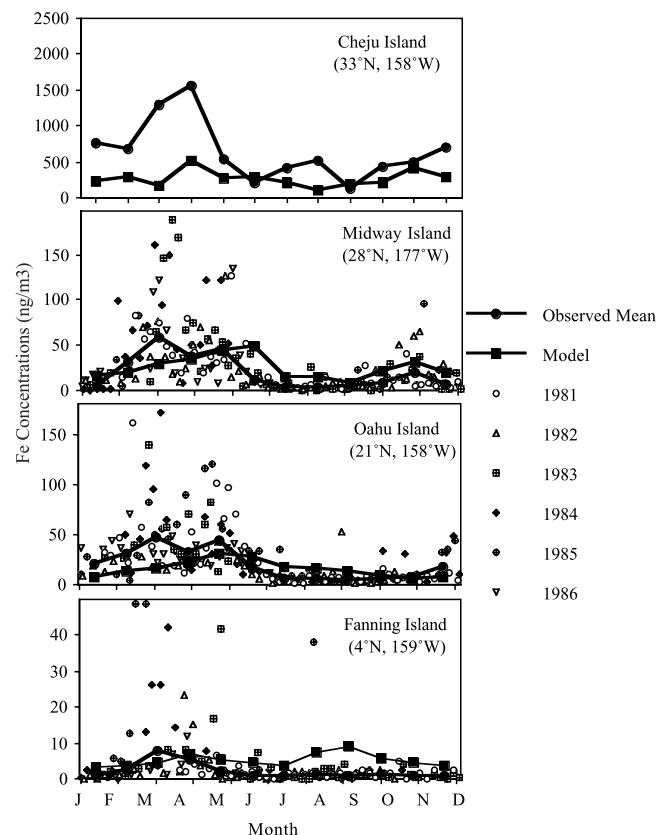 2500
2000
1500
1000
500
0
Cheju Island
(33˚N, 158˚W)
150
100
50
0
Midway Island
(28˚N, 177˚W)
Fe Concentrations (ng/m3)
150
100
50
0
Oahu Island
(21˚N, 158˚W)
40
30
20
10
0
Fanning Island
(4˚N, 159˚W)
J F M A M J J A S O N D
Month
Observed Mean
Model
1981
1982
1983
1984
1985
1986